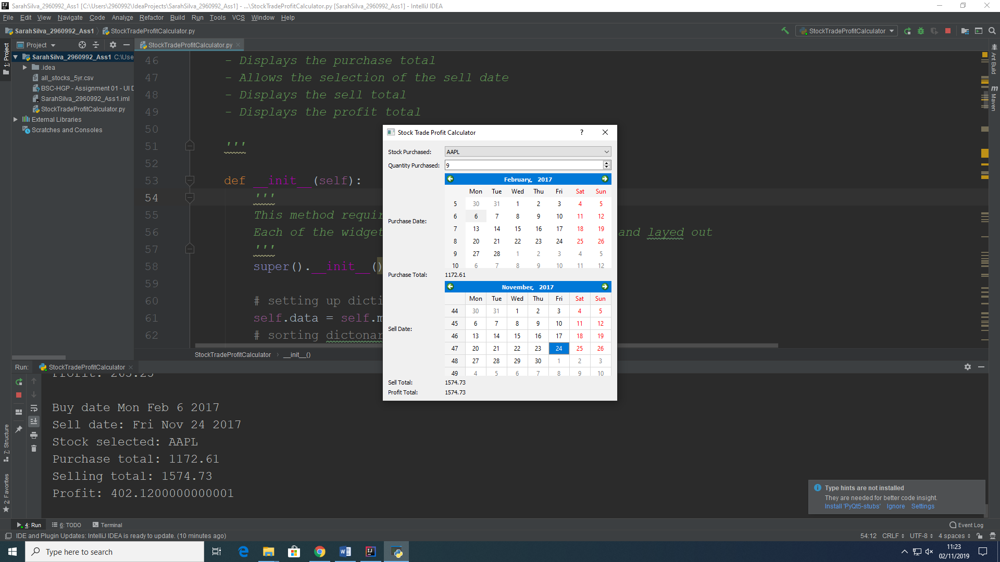 SarahSilva_2960992_Ass1 [C:\Users\2960992\IdeaProjects\SarahSilva_2960992_Ass1] - ...\StockTradeProfitCalculator.py [SarahSilva_2960992_Ass1] - IntelliJ IDEA
File Edit View Navigate Code Analyze Refactor Build Run Tools VCS Window Help
SarahSilva_2960992_Ass1 StockTradeProfitCalculator.py StockTradeProfitCalculator
1: Project
Project
StockTradeProfitCalculator.py
SarahSilva_2960992_Ass1 C:\Use
.idea
all_stocks_5yr.csv
BSC-HGP - Assignment 01 - UI D
SarahSilva_2960992_Ass1.iml
StockTradeProfitCalculator.py
External Libraries
Scratches and Consoles
46 - Displays the purchase total
47 - Allows the selection of the sell date
48 - Displays the sell total
49 - Displays the profit total
50
51 '''
52
53 def __init__(self):
54 '''
55 This method requir
56 Each of the widget and layed out
57 '''
58 super().__init__()
59
60 # setting up dicti
61 self.data = self.m
62 # sorting dictonar
StockTradeProfitCalculator __init__()
Ant Build
Maven
Stock Trade Profit Calculator ?
Stock Purchased: AAPL
Quantity Purchased: 9
Purchase Date:
February, 2017
Mon Tue Wed Thu Fri Sat Sun
5 30 31 1 2 3 4 5
6 6 7 8 9 10 11 12
7 13 14 15 16 17 18 19
8 20 21 22 23 24 25 26
9 27 28 1 2 3 4 5
10 6 7 8 9 10 11 12
Purchase Total: 1172.61
Sell Date:
November, 2017
Mon Tue Wed Thu Fri Sat Sun
44 30 31 1 2 3 4 5
45 6 7 8 9 10 11 12
46 13 14 15 16 17 18 19
47 20 21 22 23 24 25 26
48 27 28 29 30 1 2 3
49 4 5 6 7 8 9 10
Sell Total: 1574.73
Profit Total: 1574.73
Run: StockTradeProfitCalculator
Profit: 265.25
Buy date Mon Feb 6 2017
Sell date: Fri Nov 24 2017
Stock selected: AAPL
Purchase total: 1172.61
Selling total: 1574.73
Profit: 402.1200000000001
7: Structure
2: Favorites
Type hints are not installed
They are needed for better code insight.
Install 'PyQt5-stubs' Ignore Settings
4: Run 6: TODO Terminal Event Log
IDE and Plugin Updates: IntelliJ IDEA is ready to update. (10 minutes ago) 54:12 CRLF UTF-8 4 spaces
Type here to search
11:23
02/11/2019